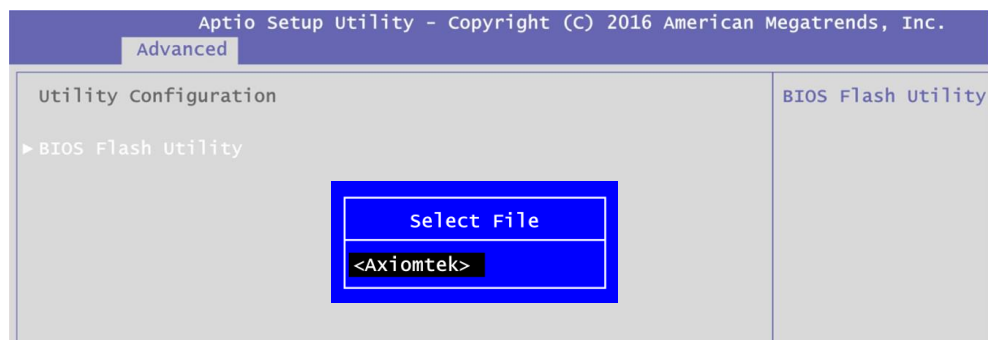 Aptio Setup Utility – Copyright (C) 2016 American Megatrends, Inc.
Advanced
Utility Configuration
BIOS Flash Utility
►BIOS Flash Utility
Select File
<Axiomtek>